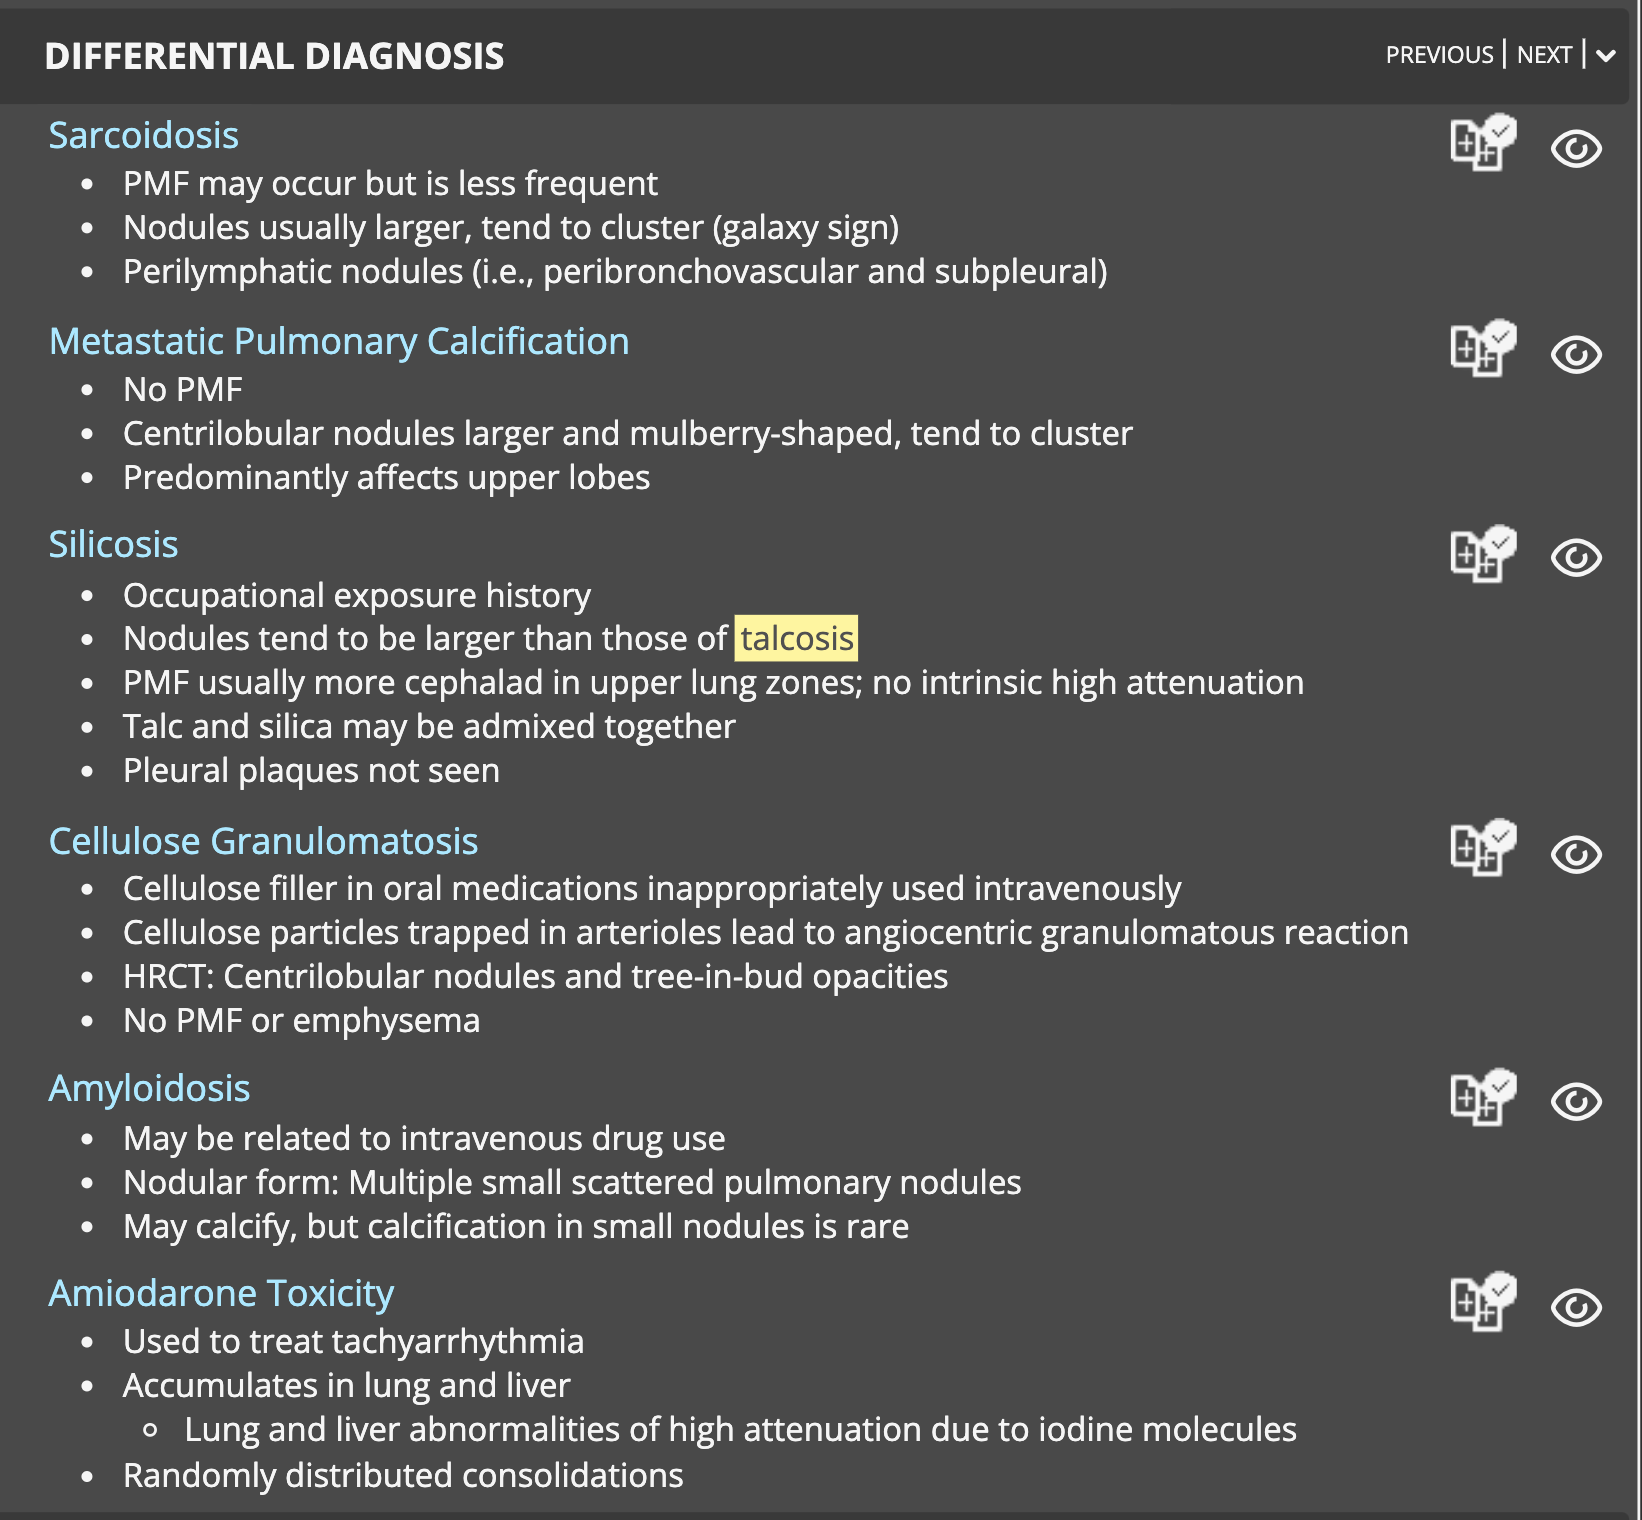 DIFFERENTIAL DIAGNOSIS
PREVIOUS | NEXT |
Sarcoidosis
• PMF may occur but is less frequent
• Nodules usually larger, tend to cluster (galaxy sign)
• Perilymphatic nodules (i.e., peribronchovascular and subpleural)
Metastatic Pulmonary Calcification
• No PMF
• Centrilobular nodules larger and mulberry-shaped, tend to cluster
• Predominantly affects upper lobes
Silicosis
• Occupational exposure history
• Nodules tend to be larger than those of talcosis
• PMF usually more cephalad in upper lung zones; no intrinsic high attenuation
• Talc and silica may be admixed together
• Pleural plaques not seen
Cellulose Granulomatosis
• Cellulose filler in oral medications inappropriately used intravenously
• Cellulose particles trapped in arterioles lead to angiocentric granulomatous reaction
• HRCT: Centrilobular nodules and tree-in-bud opacities
• No PMF or emphysema
Amyloidosis
• May be related to intravenous drug use
• Nodular form: Multiple small scattered pulmonary nodules
• May calcify, but calcification in small nodules is rare
Amiodarone Toxicity
• Used to treat tachyarrhythmia
• Accumulates in lung and liver
◦ Lung and liver abnormalities of high attenuation due to iodine molecules
• Randomly distributed consolidations